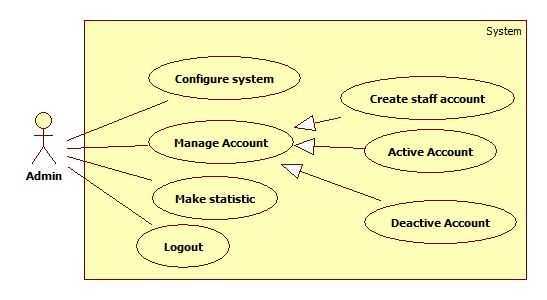 System
Configure system
Create staff account
Manage Account
Active Account
Admin
Make statistic
Deactive Account
Logout